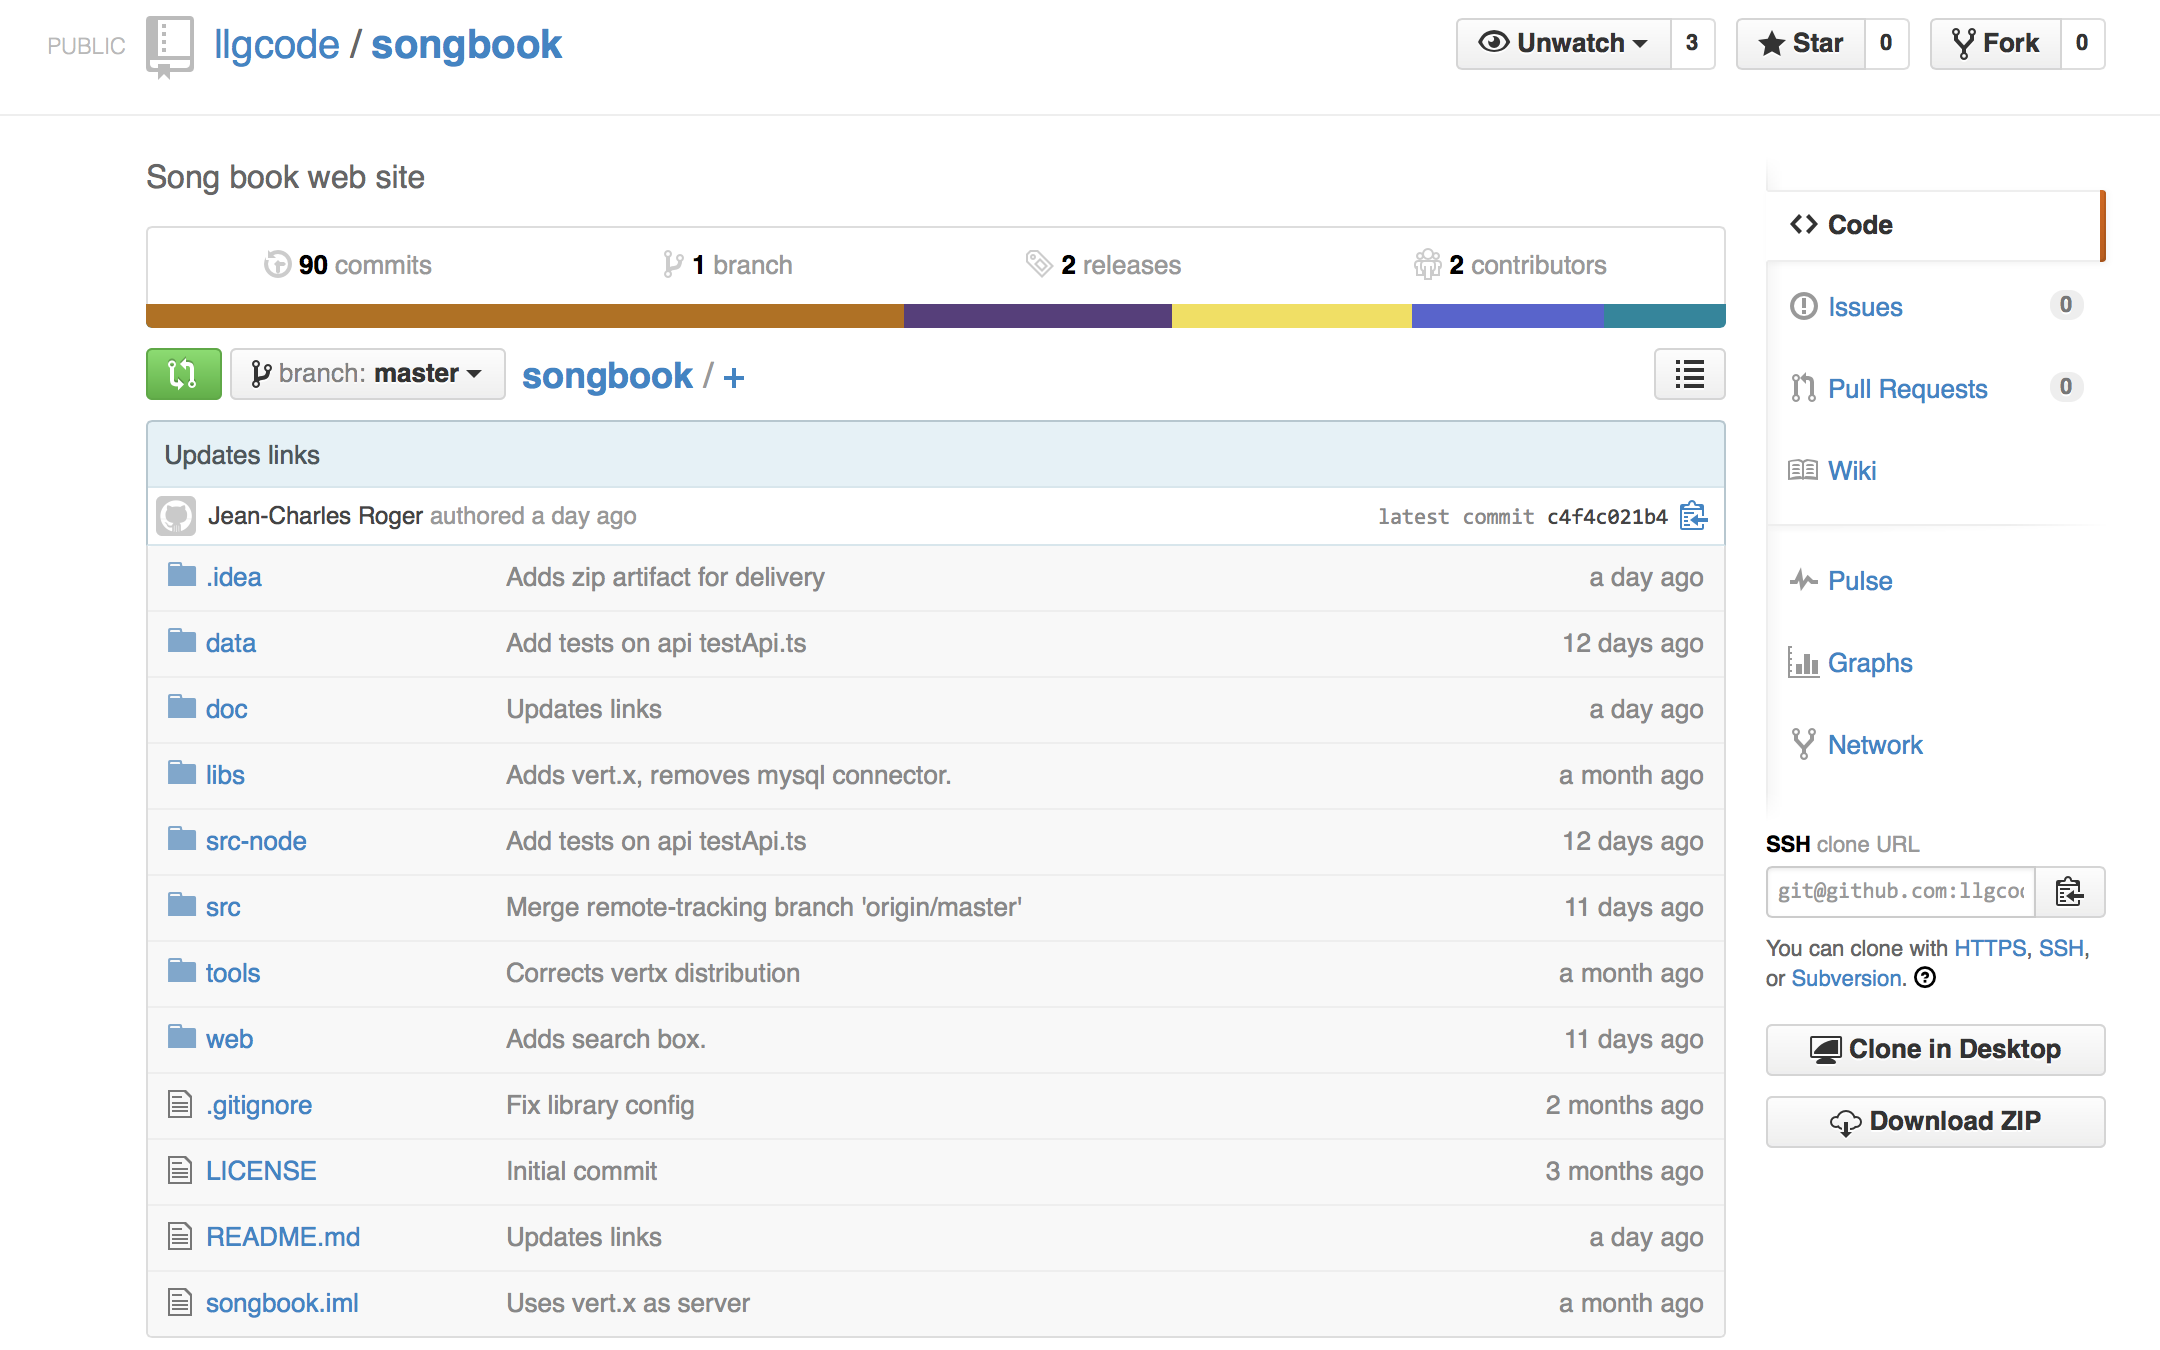 PUBLIC llgcode / songbook Unwatch 3 Star 0 Fork 0
Song book web site
90 commits 1 branch 2 releases 2 contributors
branch: master songbook / +
Updates links
Jean-Charles Roger authored a day ago latest commit c4f4c021b4
.idea Adds zip artifact for delivery a day ago
data Add tests on api testApi.ts 12 days ago
doc Updates links a day ago
libs Adds vert.x, removes mysql connector. a month ago
src-node Add tests on api testApi.ts 12 days ago
src Merge remote-tracking branch 'origin/master' 11 days ago
tools Corrects vertx distribution a month ago
web Adds search box. 11 days ago
.gitignore Fix library config 2 months ago
LICENSE Initial commit 3 months ago
README.md Updates links a day ago
songbook.iml Uses vert.x as server a month ago
Code
Issues 0
Pull Requests 0
Wiki
Pulse
Graphs
Network
SSH clone URL
git@github.com:llgcod
You can clone with HTTPS, SSH,
or Subversion.
Clone in Desktop
Download ZIP